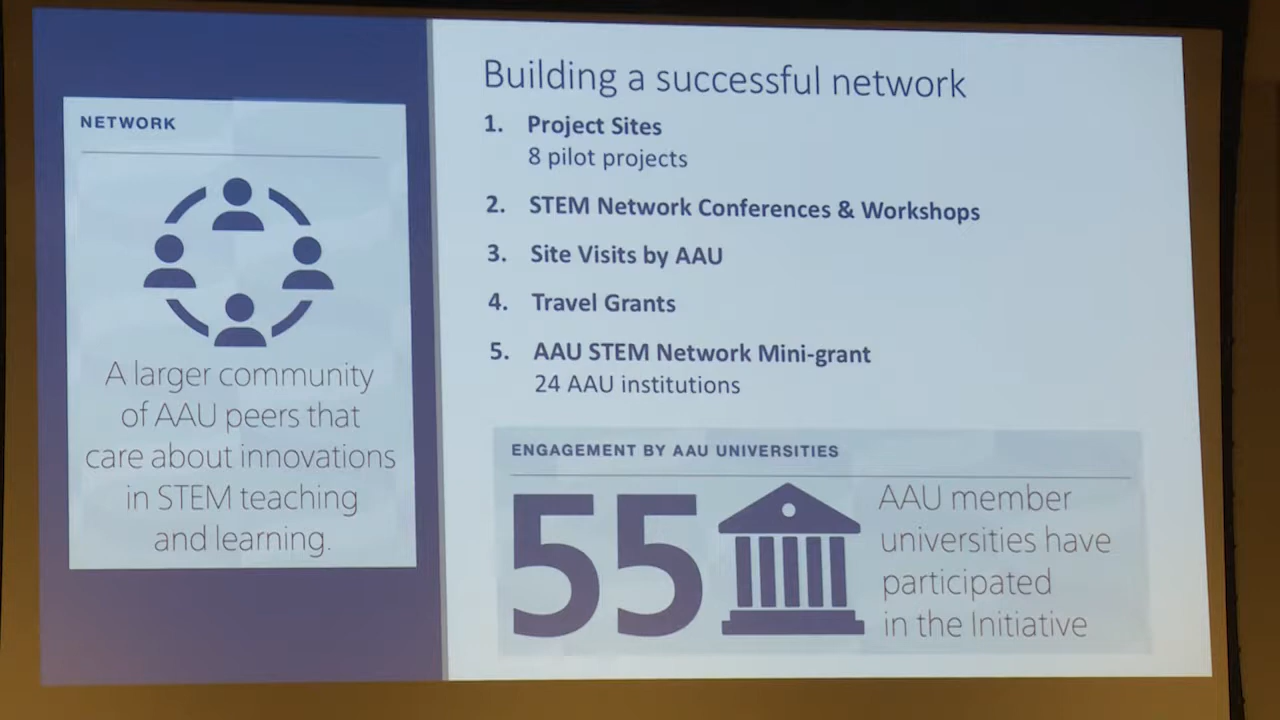 NETWORK
A larger community
of AAU peers that
care about innovations
in STEM teaching
and learning.
Building a successful network
1. Project Sites
8 pilot projects
2. STEM Network Conferences & Workshops
3. Site Visits by AAU
4. Travel Grants
5. AAU STEM Network Mini-grant
24 AAU institutions
ENGAGEMENT BY AAU UNIVERSITIES
55
AAU member
universities have
participated
in the Initiative